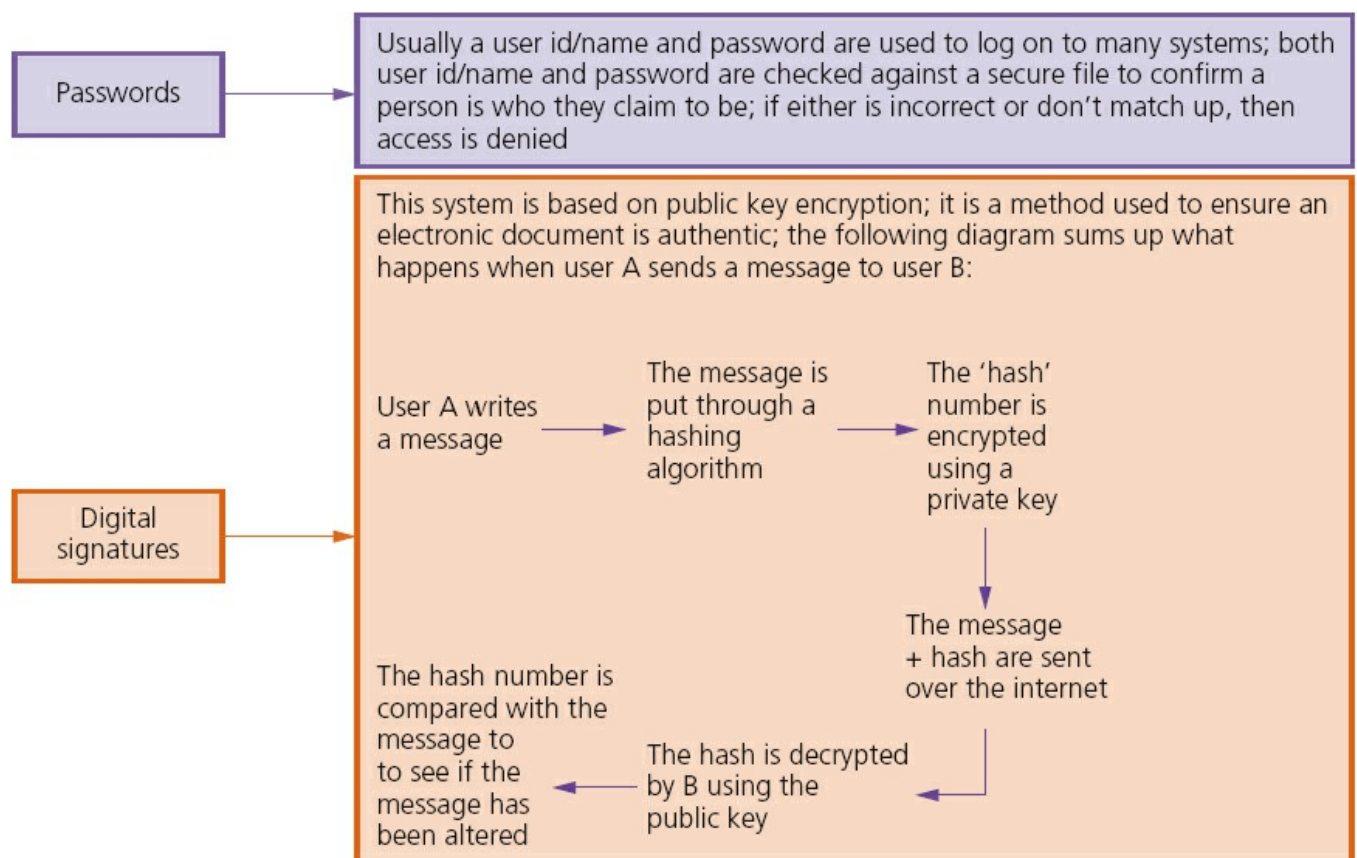 Passwords
Usually a user id/name and password are used to log on to many systems; both
user id/name and password are checked against a secure file to confirm a
person is who they claim to be; if either is incorrect or don't match up, then
access is denied
Digital
signatures
This system is based on public key encryption; it is a method used to ensure an
electronic document is authentic; the following diagram sums up what
happens when user A sends a message to user B:
User A writes
a message
The message is
put through a
hashing
algorithm
The ‘hash’
number is
encrypted
using a
private key
The message
+ hash are sent
over the internet
The hash is decrypted
by B using the
public key
The hash number is
compared with the
message to
to see if the
message has
been altered